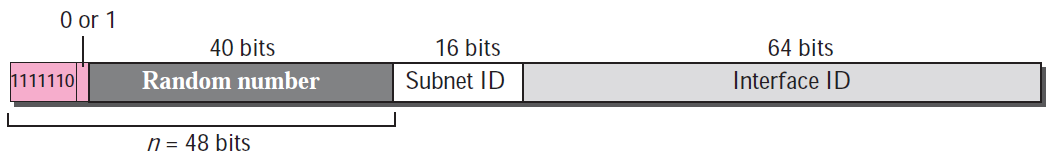 0 or 1
40 bits 16 bits 64 bits
1111110 Random number Subnet ID Interface ID
n = 48 bits